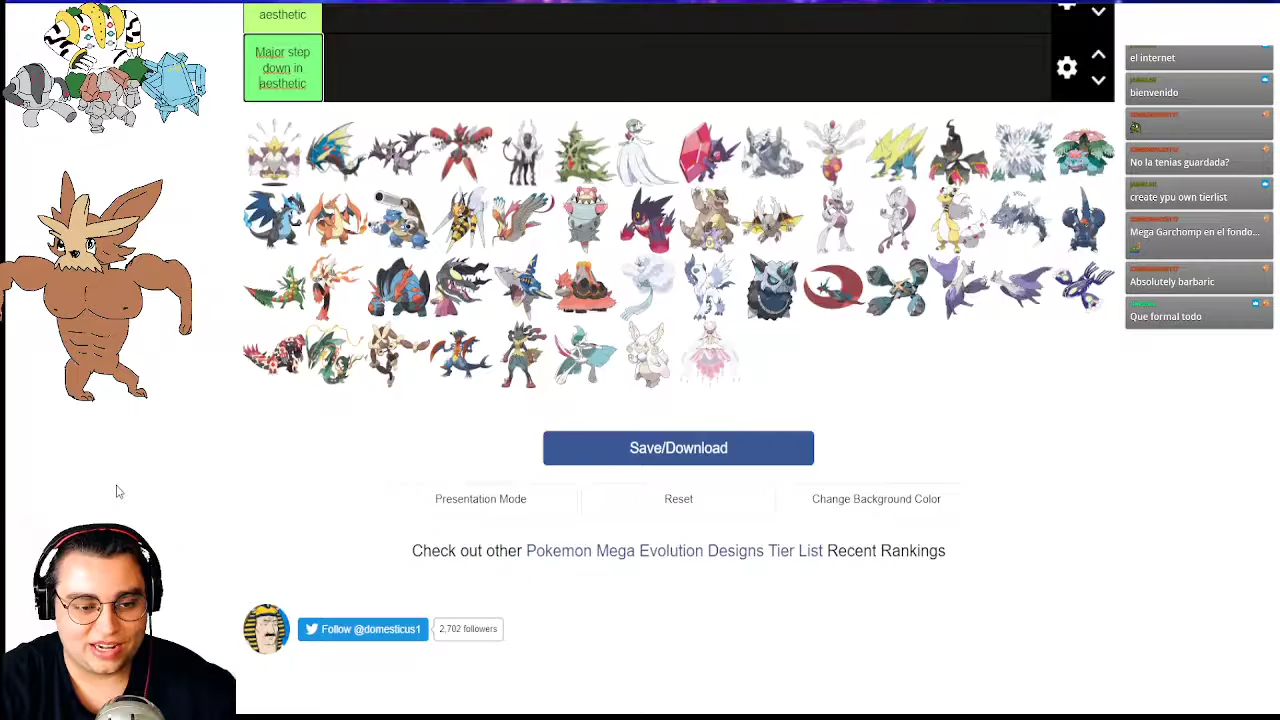 aesthetic
Major step
down in
aesthetic
el internet
bienvenido
No la tenias guardada?
create ypu own tierlist
Mega Garchomp en el fondo...
Absolutely barbaric
Que formal todo
Save/Download
Presentation Mode
Reset
Change Background Color
Check out other Pokemon Mega Evolution Designs Tier List Recent Rankings
Follow @domesticus1
2,702 followers